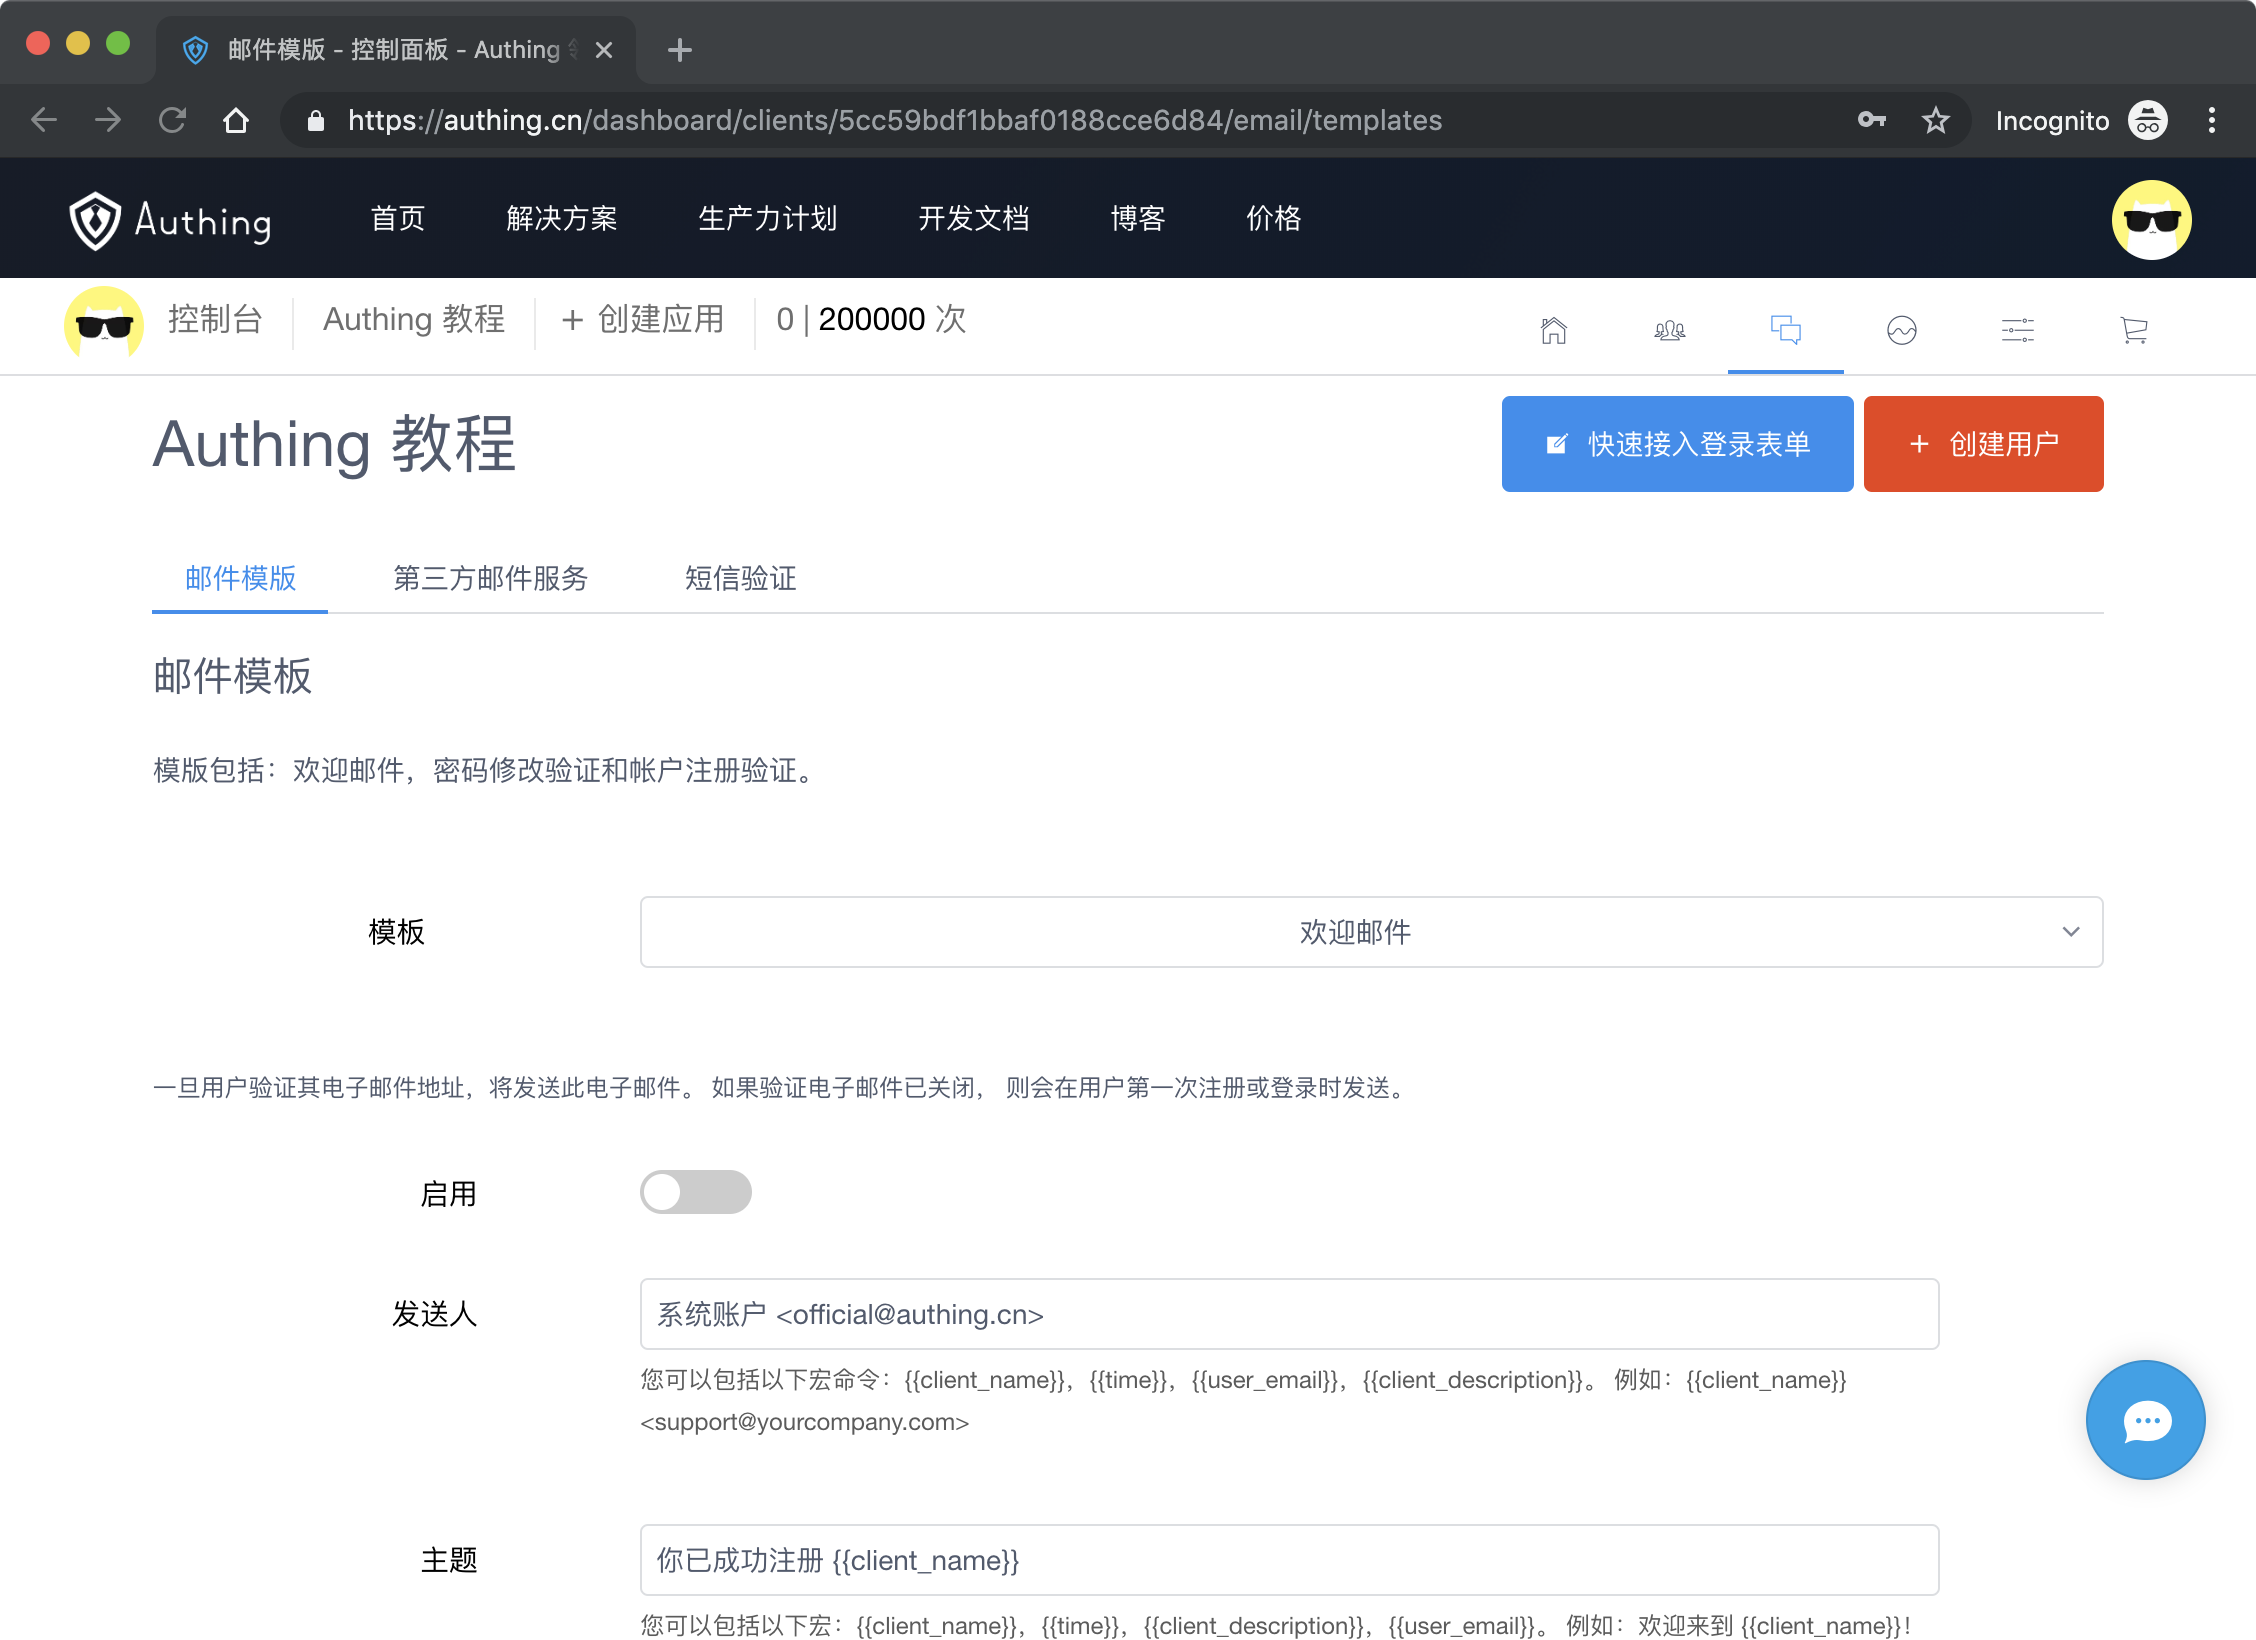 邮件模版 - 控制面板 - Authing
https://authing.cn/dashboard/clients/5cc59bdf1bbaf0188cce6d84/email/templates
Incognito
Authing 首页 解决方案 生产力计划 开发文档 博客 价格
控制台 Authing 教程 + 创建应用 0 | 200000 次
Authing 教程
快速接入登录表单
+ 创建用户
邮件模版 第三方邮件服务 短信验证
邮件模板
模版包括：欢迎邮件，密码修改验证和帐户注册验证。
模板 欢迎邮件
一旦用户验证其电子邮件地址，将发送此电子邮件。 如果验证电子邮件已关闭， 则会在用户第一次注册或登录时发送。
启用
发送人 系统账户 <official@authing.cn>
您可以包括以下宏命令：{{client_name}}，{{time}}，{{user_email}}，{{client_description}}。 例如：{{client_name}}
<support@yourcompany.com>
主题 你已成功注册 {{client_name}}
您可以包括以下宏：{{client_name}}，{{time}}，{{client_description}}，{{user_email}}。 例如：欢迎来到 {{client_name}}！